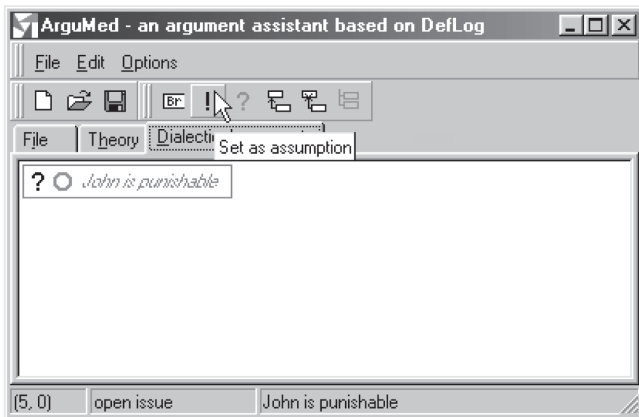 ArguMed - an argument assistant based on DefLog
File Edit Options
Br ! ?
File Theory Dialectic
Set as assumption
? John is punishable
(5, 0) open issue John is punishable